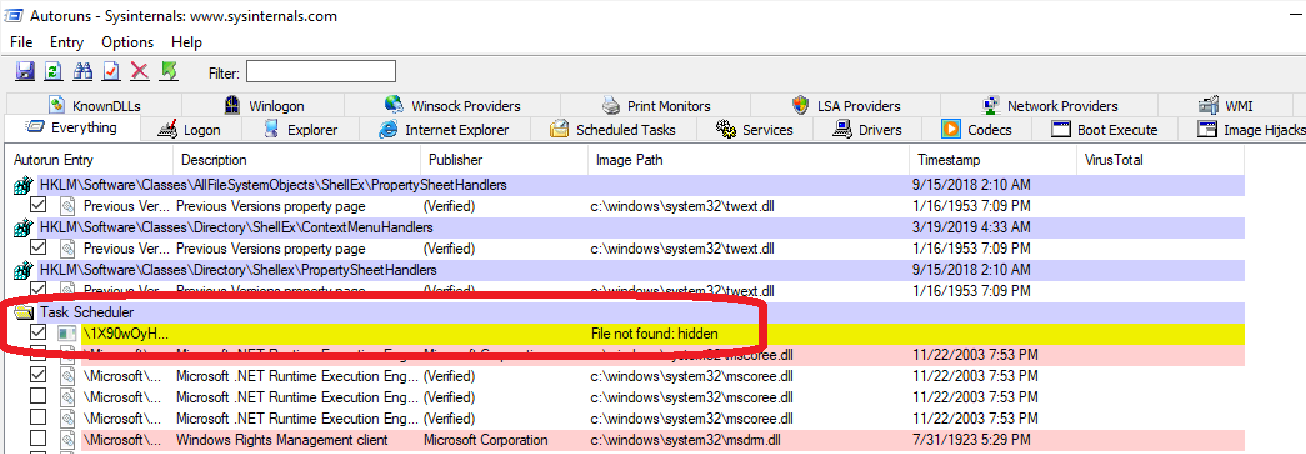 Autoruns - Sysinternals: www.sysinternals.com
File Entry Options Help
Filter:
KnownDLLs Winlogon Winsock Providers Print Monitors LSA Providers Network Providers WMI
Everything Logon Explorer Internet Explorer Scheduled Tasks Services Drivers Codecs Boot Execute Image Hijacks
Autorun Entry Description Publisher Image Path Timestamp VirusTotal
HKLM\Software\Classes\AllFileSystemObjects\ShellEx\PropertySheetHandlers 9/15/2018 2:10 AM
Previous Ver... Previous Versions property page (Verified) c:\windows\system32\twext.dll 1/16/1953 7:09 PM
HKLM\Software\Classes\Directory\ShellEx\ContextMenuHandlers 3/19/2019 4:33 AM
Previous Ver... Previous Versions property page (Verified) c:\windows\system32\twext.dll 1/16/1953 7:09 PM
HKLM\Software\Classes\Directory\Shellex\PropertySheetHandlers 9/15/2018 2:10 AM
Previous Ver... Previous Versions property page (Verified) c:\windows\system32\twext.dll 1/16/1953 7:09 PM
Task Scheduler
\1X90wOyH... File not found: hidden
\Microsoft\... Microsoft .NET Runtime Execution Eng... Microsoft Corporation c:\windows\system32\mscoree.dll 11/22/2003 7:53 PM
\Microsoft\... Microsoft .NET Runtime Execution Eng... (Verified) c:\windows\system32\mscoree.dll 11/22/2003 7:53 PM
\Microsoft\... Microsoft .NET Runtime Execution Eng... (Verified) c:\windows\system32\mscoree.dll 11/22/2003 7:53 PM
\Microsoft\... Microsoft .NET Runtime Execution Eng... (Verified) c:\windows\system32\mscoree.dll 11/22/2003 7:53 PM
\Microsoft\... Windows Rights Management client Microsoft Corporation c:\windows\system32\msdrm.dll 7/31/1923 5:29 PM